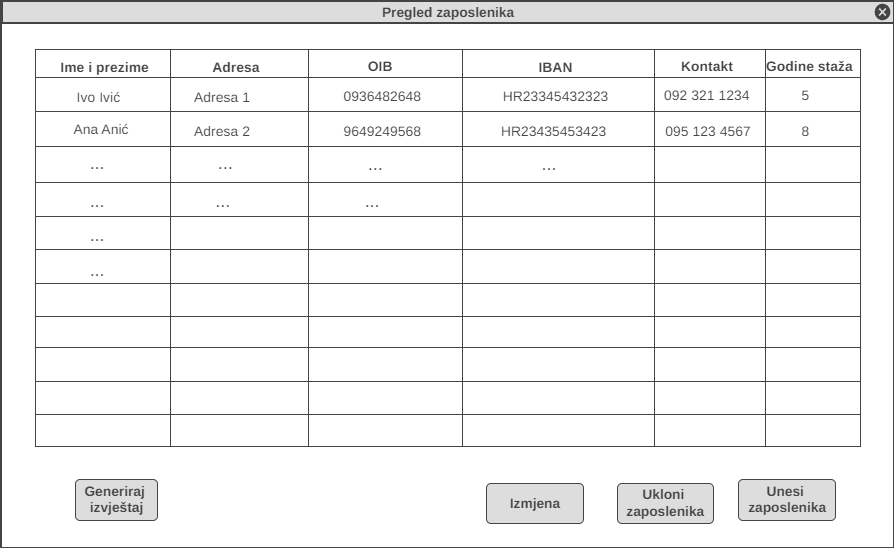 Pregled zaposlenika
Ime i prezime Adresa OIB IBAN Kontakt Godine staža
Ivo Ivić Adresa 1 0936482648 HR23345432323 092 321 1234 5
Ana Anić Adresa 2 9649249568 HR23435453423 095 123 4567 8
... ... ... ...
... ... ...
...
...
Generiraj
izvještaj
Izmjena
Ukloni
zaposlenika
Unesi
zaposlenika